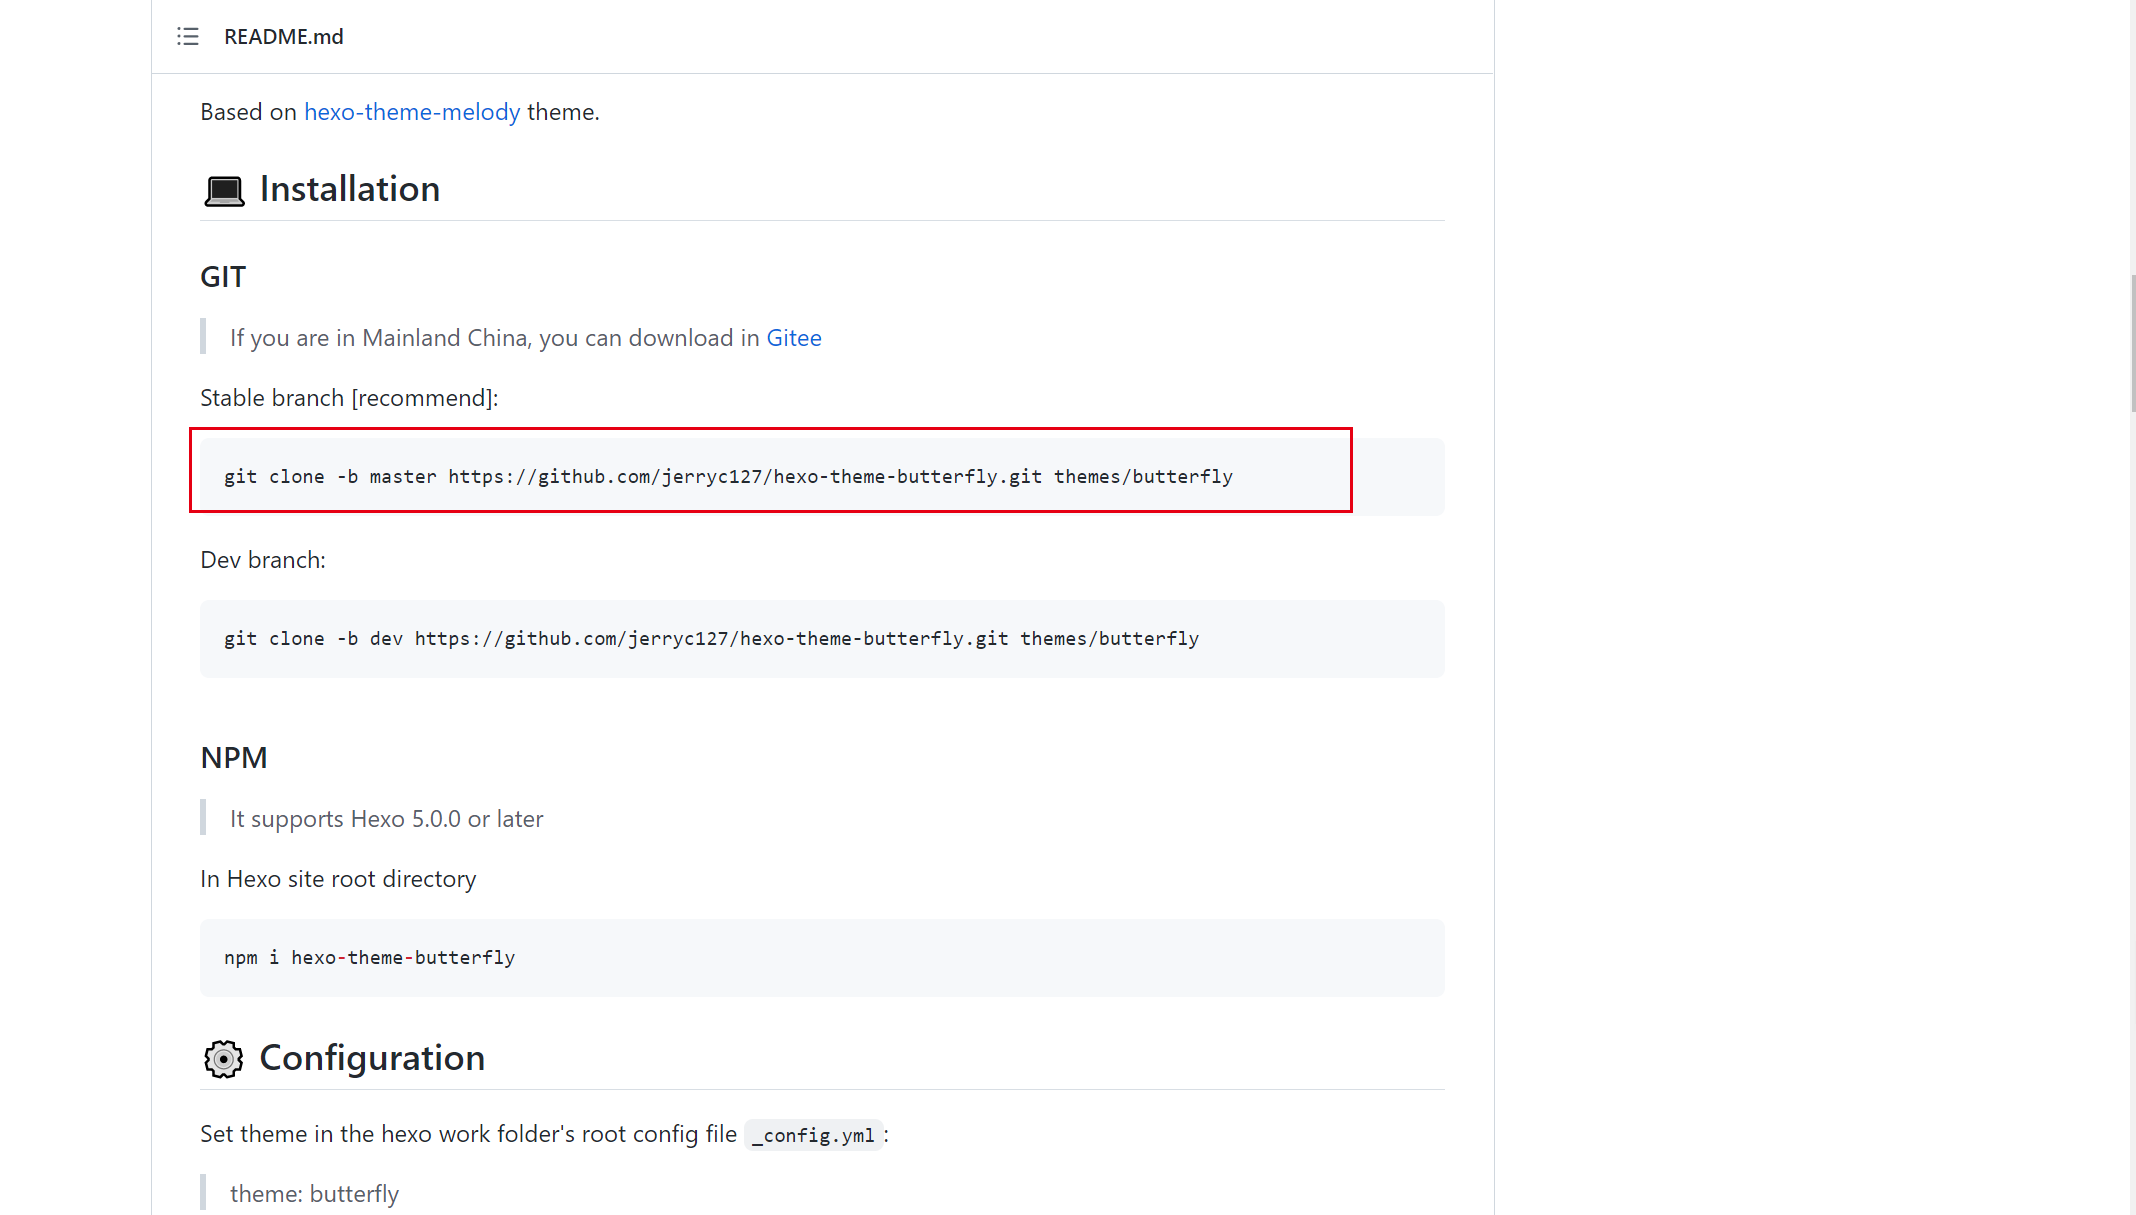 README.md
Based on hexo-theme-melody theme.
Installation
GIT
If you are in Mainland China, you can download in Gitee
Stable branch [recommend]:
git clone -b master https://github.com/jerryc127/hexo-theme-butterfly.git themes/butterfly
Dev branch:
git clone -b dev https://github.com/jerryc127/hexo-theme-butterfly.git themes/butterfly
NPM
It supports Hexo 5.0.0 or later
In Hexo site root directory
npm i hexo-theme-butterfly
Configuration
Set theme in the hexo work folder's root config file _config.yml:
theme: butterfly